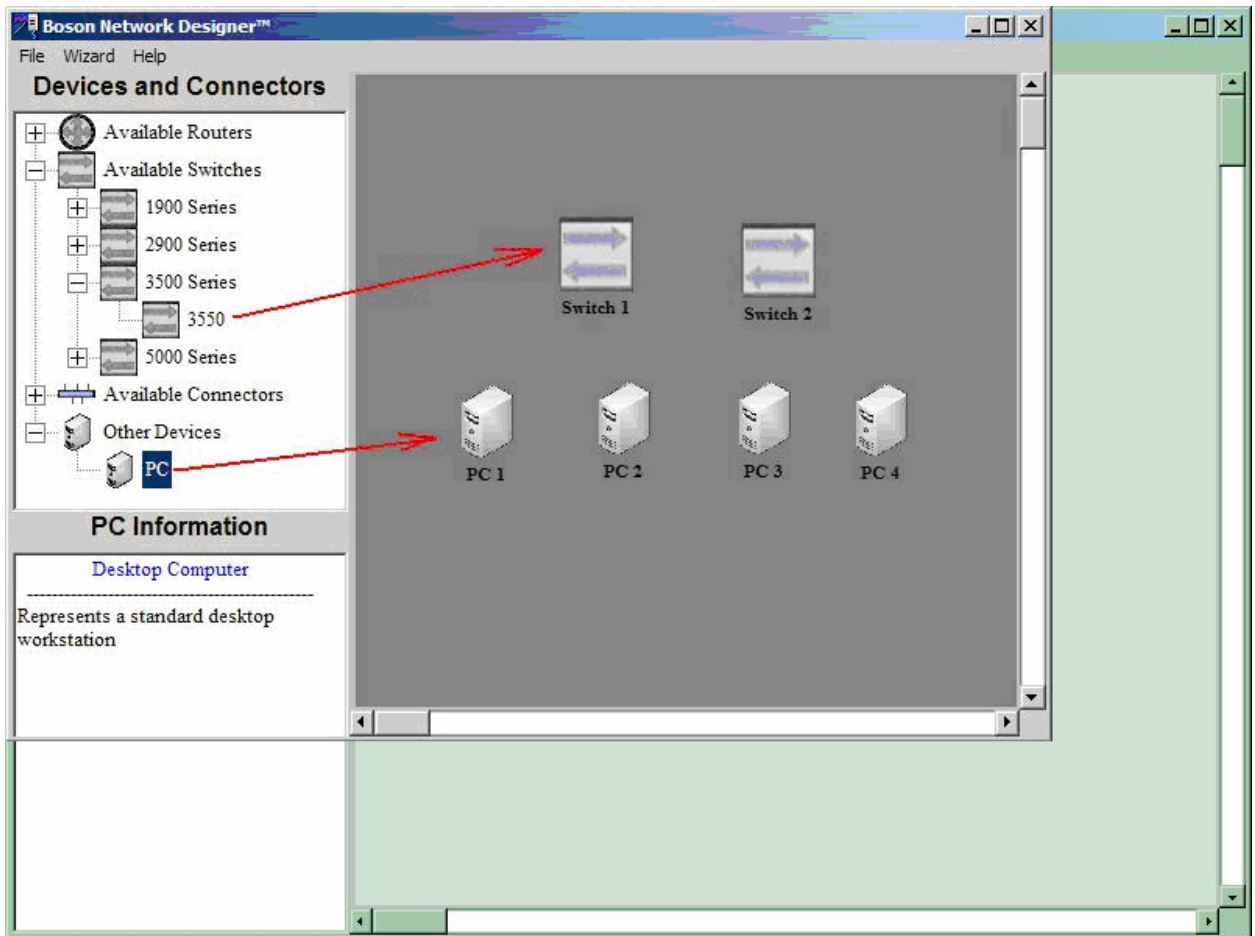 Boson Network Designer™
File Wizard Help
Devices and Connectors
Available Routers
Available Switches
1900 Series
2900 Series
3500 Series
3550
5000 Series
Available Connectors
Other Devices
PC
PC Information
Desktop Computer
Represents a standard desktop
workstation
Switch 1
Switch 2
PC 1
PC 2
PC 3
PC 4